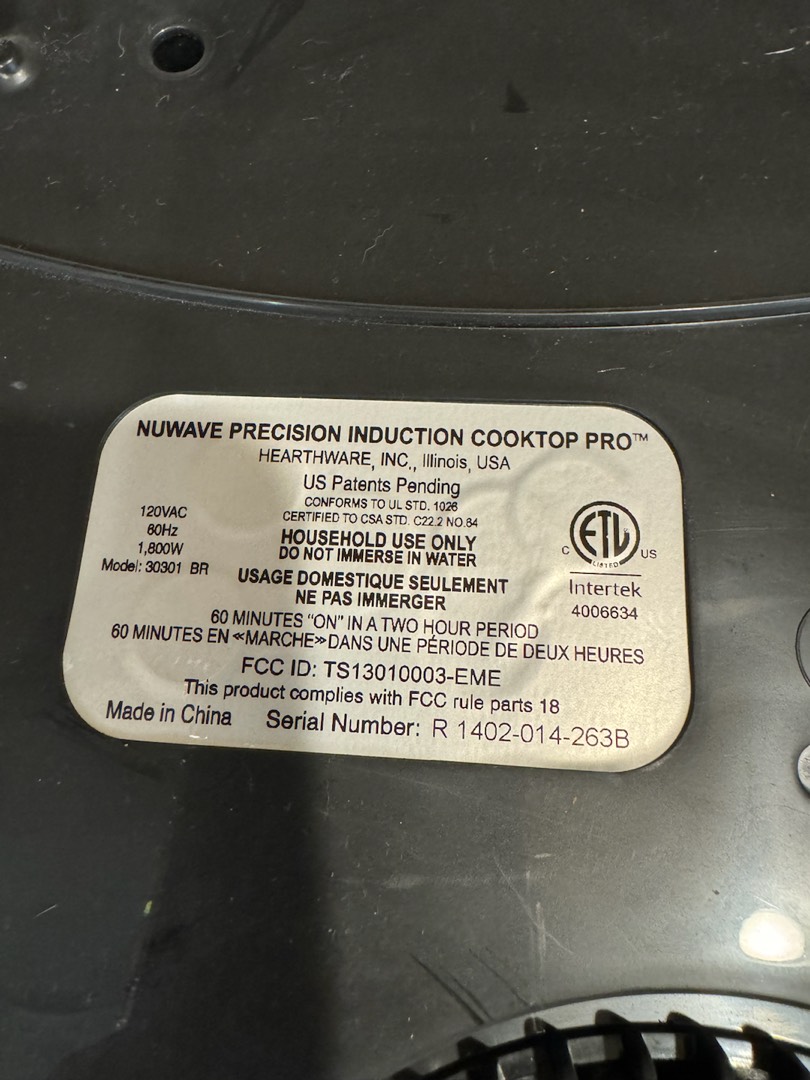 NUWAVE PRECISION INDUCTION COOKTOP PRO™
HEARTHWARE, INC., Illinois, USA
US Patents Pending
CONFORMS TO UL STD. 1026
CERTIFIED TO CSA STD. C22.2 NO.64
120VAC
60Hz
1,800W
Model: 30301 BR
HOUSEHOLD USE ONLY
DO NOT IMMERSE IN WATER
USAGE DOMESTIQUE SEULEMENT
NE PAS IMMERGER
C ETL US
LISTED
Intertek
4006634
60 MINUTES "ON" IN A TWO HOUR PERIOD
60 MINUTES EN «MARCHE» DANS UNE PÉRIODE DE DEUX HEURES
FCC ID: TS13010003-EME
This product complies with FCC rule parts 18
Made in China Serial Number: R 1402-014-263B